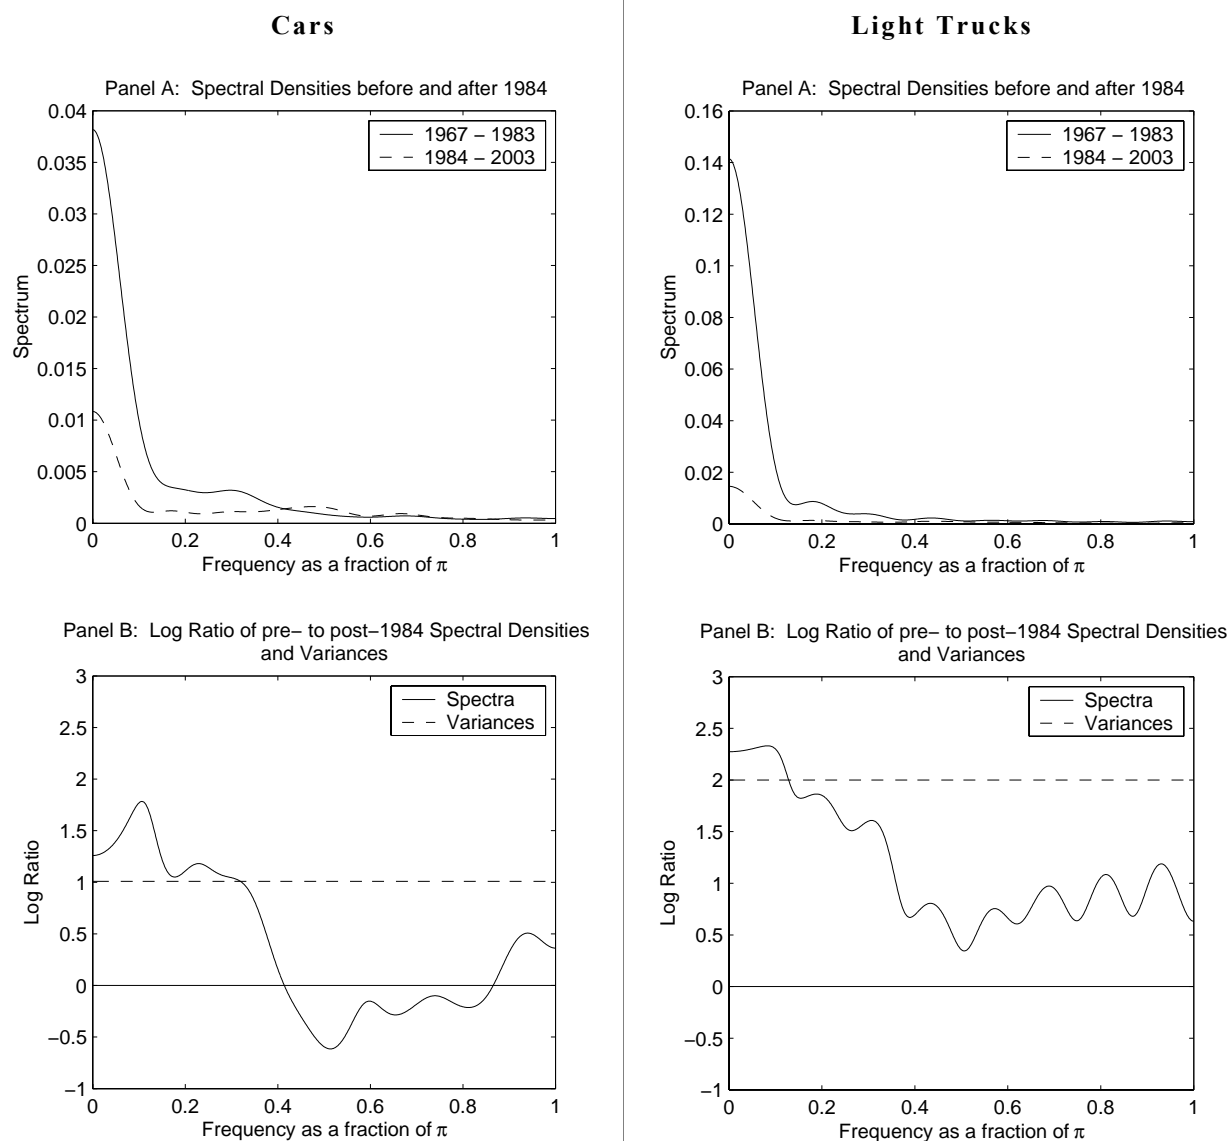 Cars
Panel A: Spectral Densities before and after 1984
0.04
0.035
0.03
0.025
0.02
0.015
0.01
0.005
0
Spectrum
1967 − 1983
1984 − 2003
0 0.2 0.4 0.6 0.8 1
Frequency as a fraction of π
Panel B: Log Ratio of pre− to post−1984 Spectral Densities
and Variances
3
2.5
2
1.5
1
0.5
0
−0.5
−1
Log Ratio
Spectra
Variances
0 0.2 0.4 0.6 0.8 1
Frequency as a fraction of π
Light Trucks
Panel A: Spectral Densities before and after 1984
0.16
0.14
0.12
0.1
0.08
0.06
0.04
0.02
0
Spectrum
1967 − 1983
1984 − 2003
0 0.2 0.4 0.6 0.8 1
Frequency as a fraction of π
Panel B: Log Ratio of pre− to post−1984 Spectral Densities
and Variances
3
2.5
2
1.5
1
0.5
0
−0.5
−1
Log Ratio
Spectra
Variances
0 0.2 0.4 0.6 0.8 1
Frequency as a fraction of π